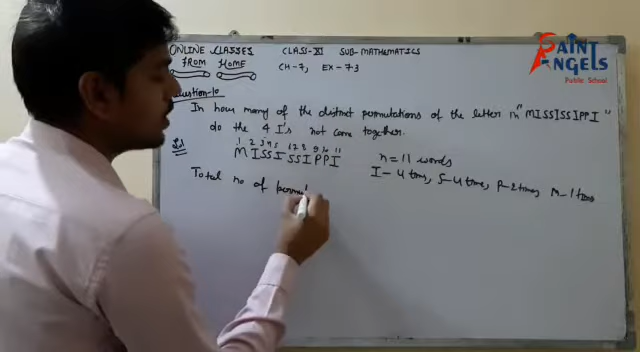 ONLINE CLASSES CLASS-XI SUB-MATHEMATICS
FROM HOME CH-7, EX-7.3
Question-10
In how many of the distinct permutations of the letter in "MISSISSIPPI"
do the 4 I's not come together.
Sol
1 2 3 4 5 6 7 8 9 10 11
MISSISSIPPI n = 11 words
I - 4 times, S - 4 times, P - 2 times, M - 1 times
Total no of permu
PAINT
ANGELS
Public School